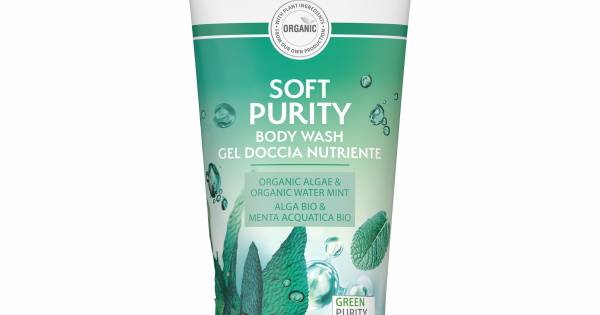 WITH PLANT INGREDIENTS
ORGANIC
FROM OUR OWN PRODUCTION
SOFT
PURITY
BODY WASH
GEL DOCCIA NUTRIENTE
ORGANIC ALGAE &
ORGANIC WATER MINT
ALGA BIO &
MENTA ACQUATICA BIO
GREEN
PURITY